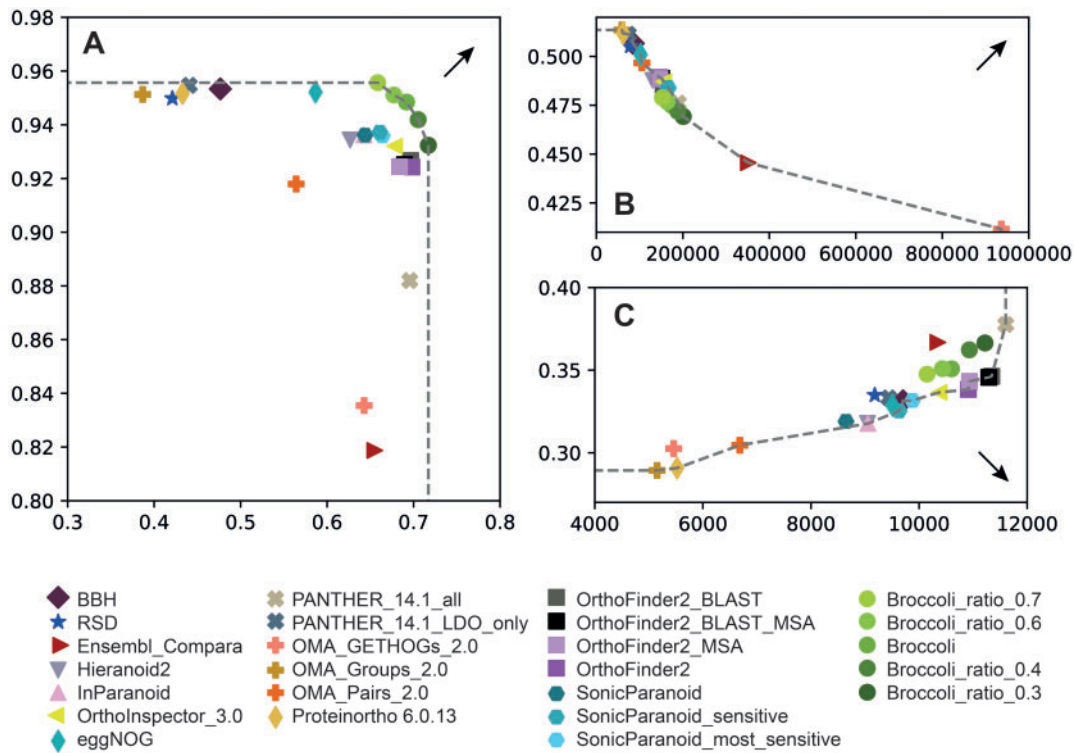 A
0.98
0.96
0.94
0.92
0.90
0.88
0.86
0.84
0.82
0.80
0.3 0.4 0.5 0.6 0.7 0.8
B
0.500
0.475
0.450
0.425
0 200000 400000 600000 800000 1000000
C
0.40
0.35
0.30
4000 6000 8000 10000 12000
BBH
RSD
Ensembl_Compara
Hieranoid2
InParanoid
OrthoInspector_3.0
eggNOG
PANTHER_14.1_all
PANTHER_14.1_LDO_only
OMA_GETHOGs_2.0
OMA_Groups_2.0
OMA_Pairs_2.0
Proteinortho 6.0.13
OrthoFinder2_BLAST
OrthoFinder2_BLAST_MSA
OrthoFinder2_MSA
OrthoFinder2
SonicParanoid
SonicParanoid_sensitive
SonicParanoid_most_sensitive
Broccoli_ratio_0.7
Broccoli_ratio_0.6
Broccoli
Broccoli_ratio_0.4
Broccoli_ratio_0.3